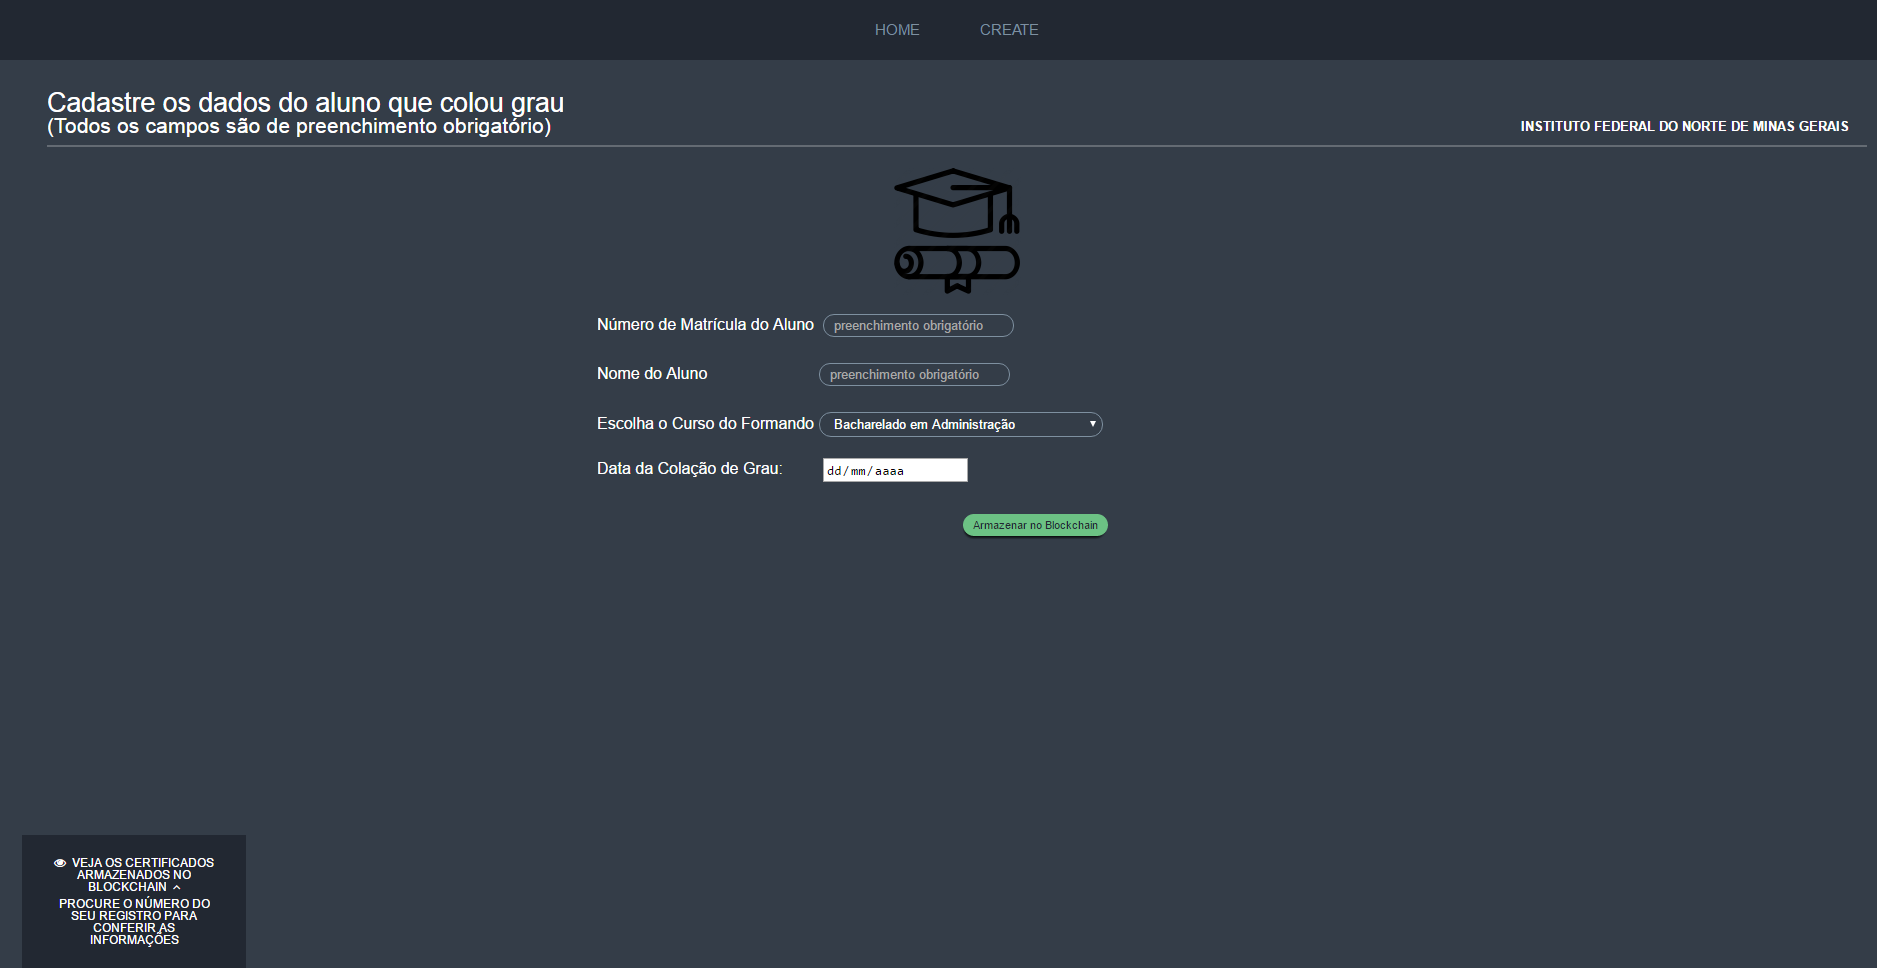 HOME CREATE
Cadastre os dados do aluno que colou grau
(Todos os campos são de preenchimento obrigatório)
INSTITUTO FEDERAL DO NORTE DE MINAS GERAIS
Número de Matrícula do Aluno preenchimento obrigatório
Nome do Aluno preenchimento obrigatório
Escolha o Curso do Formando Bacharelado em Administração
Data da Colação de Grau: dd/mm/aaaa
Armazenar no Blockchain
VEJA OS CERTIFICADOS
ARMAZENADOS NO
BLOCKCHAIN
PROCURE O NÚMERO DO
SEU REGISTRO PARA
CONFERIR AS
INFORMAÇÕES